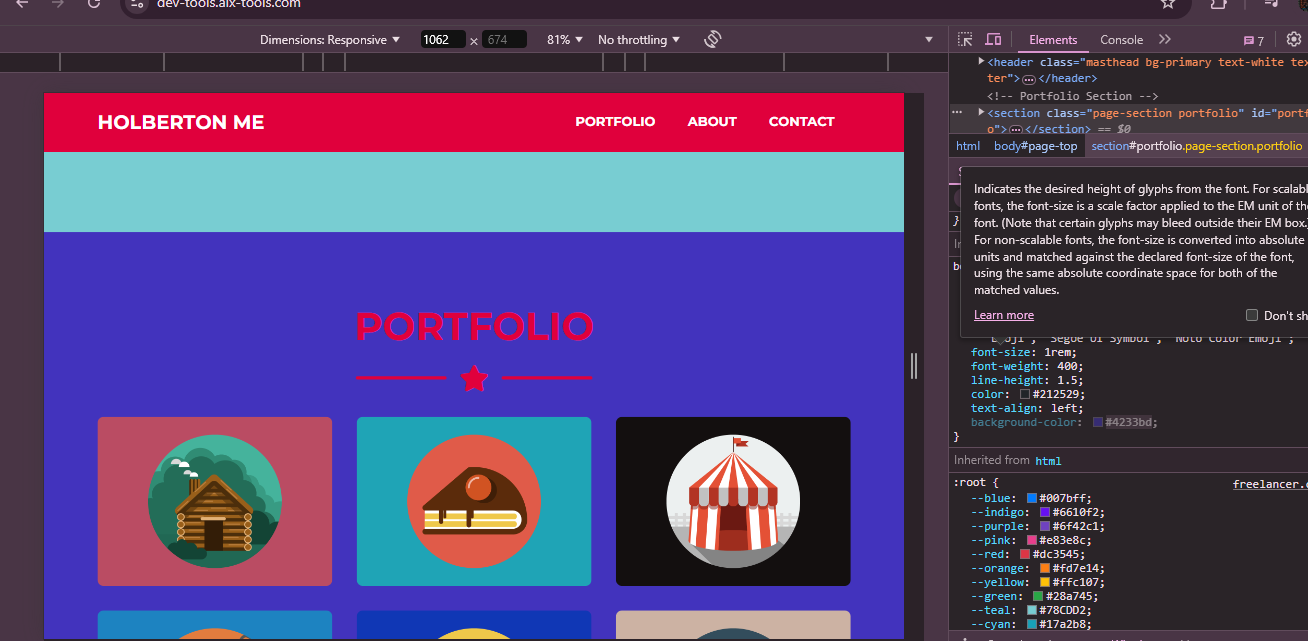 dev-tools.alx-tools.com
Dimensions: Responsive ▼ 1062 × 674 81% ▼ No throttling ▼
Elements Console 7
<header class="masthead bg-primary text-white tex
ter">…</header>
<!-- Portfolio Section -->
<section class="page-section portfolio" id="portf
o">…</section> == $0
html body#page-top section#portfolio.page-section.portfolio
HOLBERTON ME PORTFOLIO ABOUT CONTACT
Indicates the desired height of glyphs from the font. For scalabl
fonts, the font-size is a scale factor applied to the EM unit of the
font. (Note that certain glyphs may bleed outside their EM box.)
For non-scalable fonts, the font-size is converted into absolute
units and matched against the declared font-size of the font,
using the same absolute coordinate space for both of the
matched values.
Learn more Don't sh
PORTFOLIO
Emoji", "Segoe UI Symbol", "Noto Color Emoji";
font-size: 1rem;
font-weight: 400;
line-height: 1.5;
color: #212529;
text-align: left;
background-color: #4233bd;
}
Inherited from html
:root { freelancer.c
--blue: #007bff;
--indigo: #6610f2;
--purple: #6f42c1;
--pink: #e83e8c;
--red: #dc3545;
--orange: #fd7e14;
--yellow: #ffc107;
--green: #28a745;
--teal: #78CDD2;
--cyan: #17a2b8;